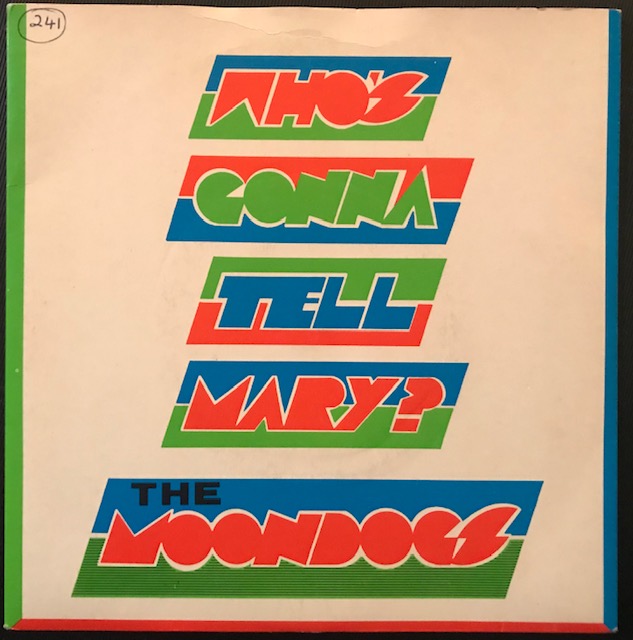 241
WHO'S
GONNA
TELL
MARY?
THE
MOONDOGS